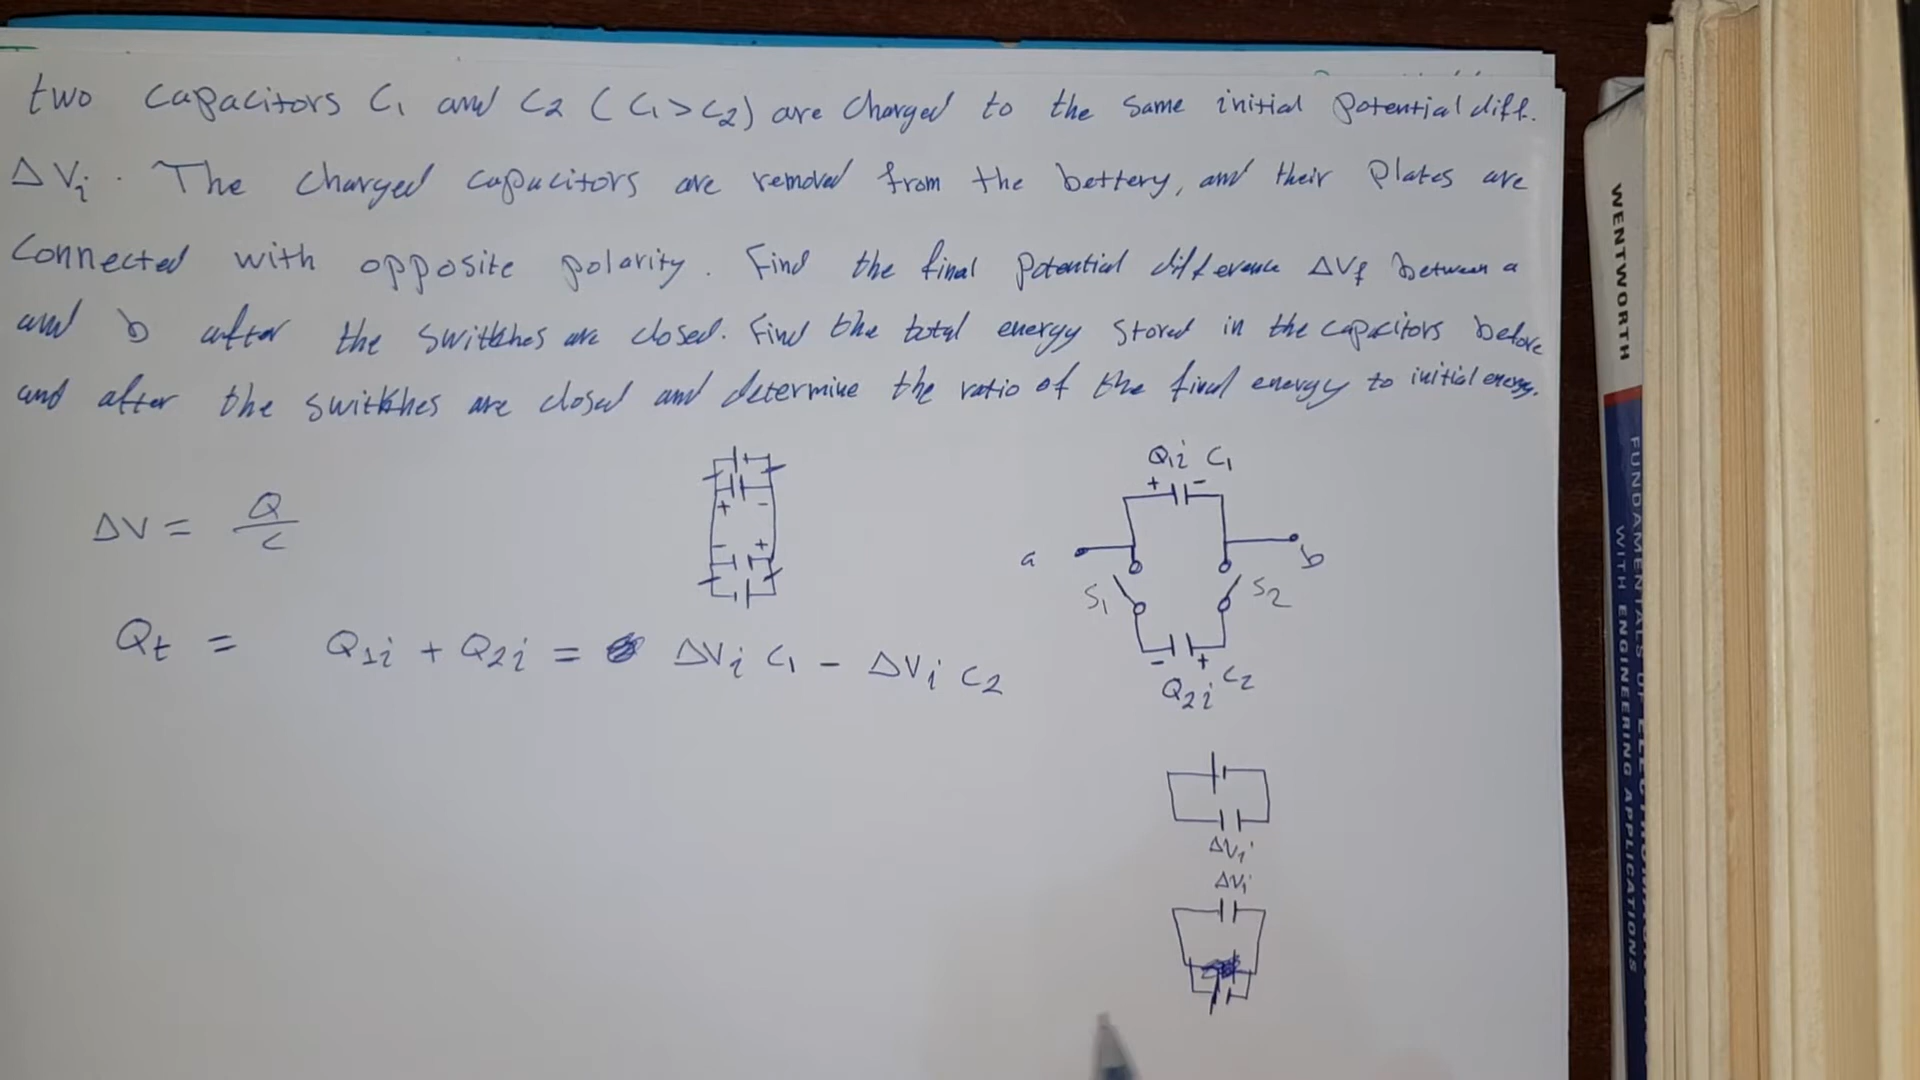 two capacitors C1 and C2 (C1>C2) are charged to the same initial potential diff.
ΔVi. The charged capacitors are removed from the bettery, and their plates are
Connected with opposite polarity. Find the final potential difference ΔVf between a
and b after the switches are closed. Find the total energy stored in the capacitors before
and after the switches are closed and determine the ratio of the final energy to initial energy.
Q1i C1
+ -
ΔV = Q/C
+ -
- +
a
b
S1
S2
Qt = Q1i + Q2i = ΔVi C1 - ΔVi C2
- +
Q2i C2
ΔVi
ΔVi
WENTWORTH
FUNDAMENTALS OF
WITH ENGINEERING APPLICATIONS